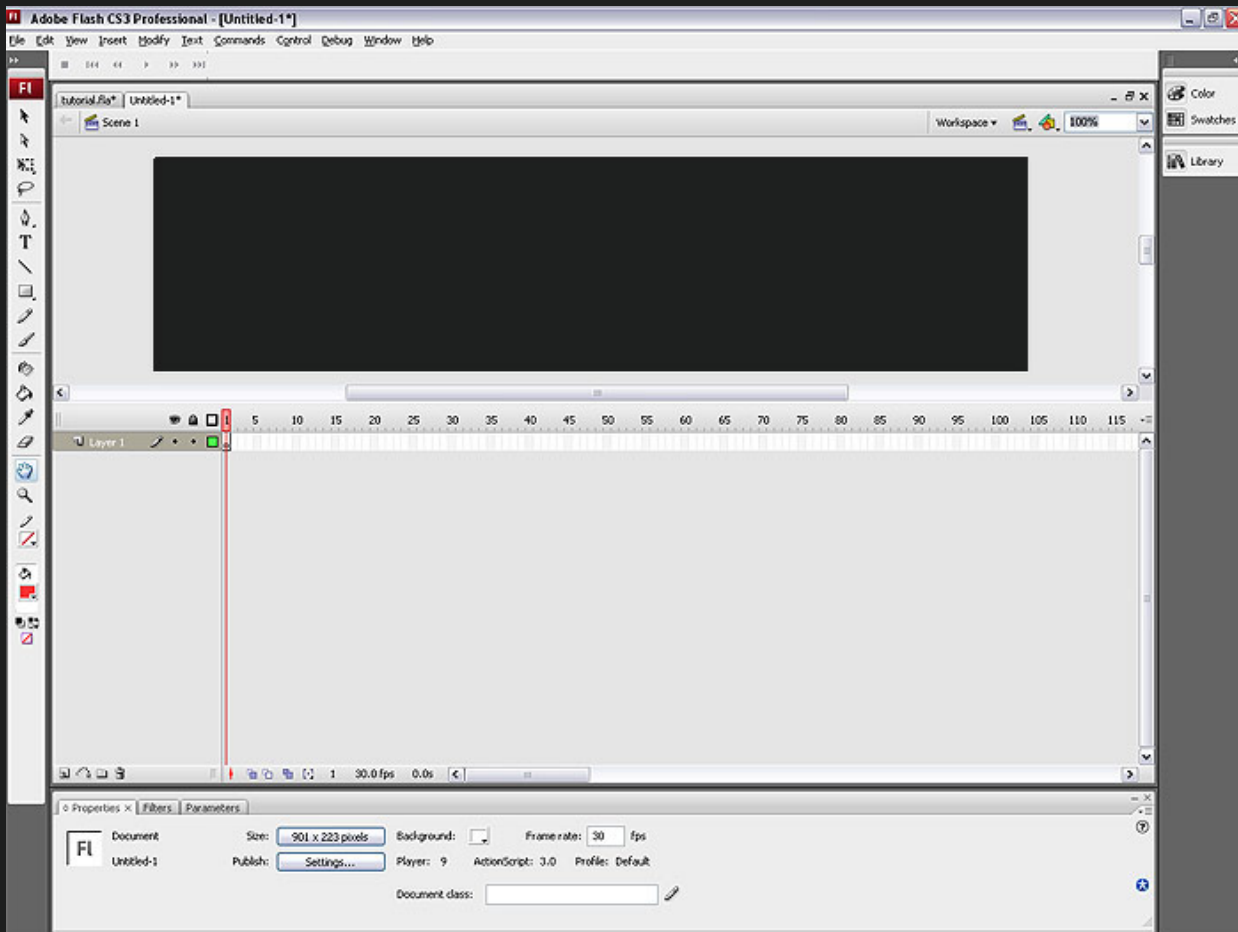 Adobe Flash CS3 Professional - [Untitled-1*]
File Edit View Insert Modify Text Commands Control Debug Window Help
Fl
tutorial.fla* Untitled-1*
Scene 1 Workspace 100%
Color
Swatches
Library
T
1 5 10 15 20 25 30 35 40 45 50 55 60 65 70 75 80 85 90 95 100 105 110 115
Layer 1
1 30.0 fps 0.0s
Properties × Filters Parameters
Fl
Document Size: 901 x 223 pixels Background: Frame rate: 30 fps
Untitled-1 Publish: Settings... Player: 9 ActionScript: 3.0 Profile: Default
Document class: